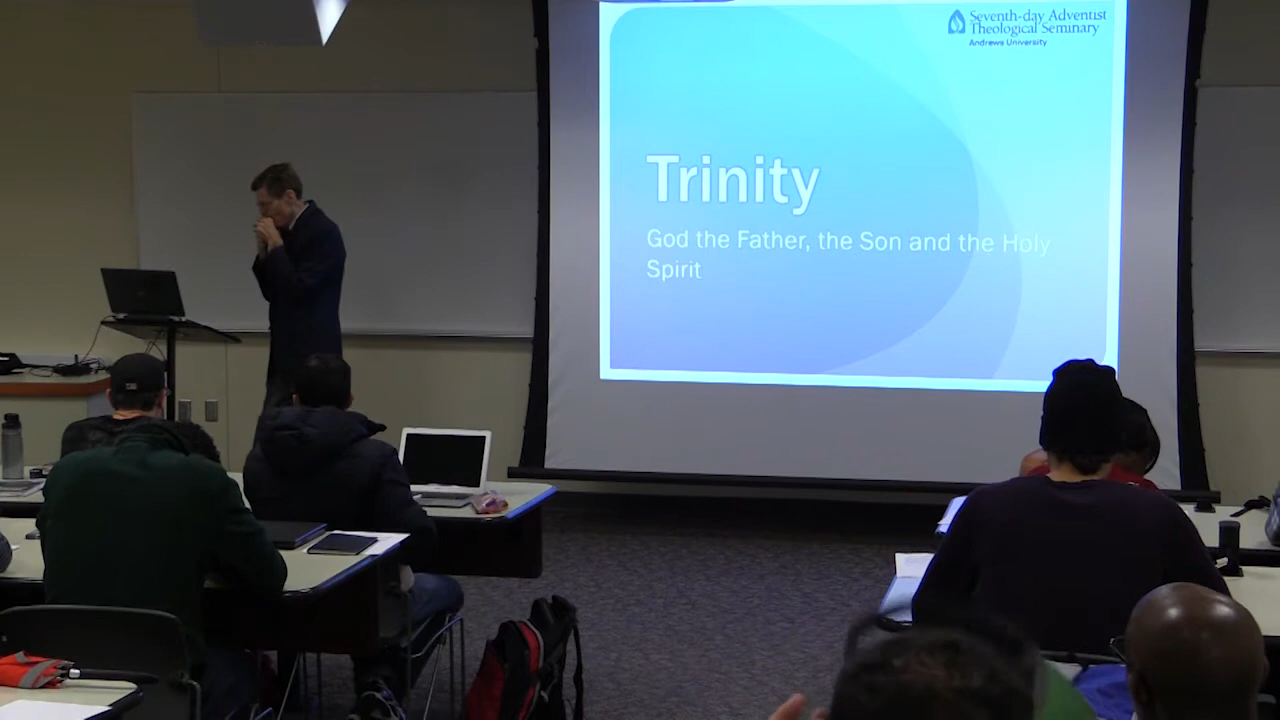 Seventh-day Adventist
Theological Seminary
Andrews University
Trinity
God the Father, the Son and the Holy
Spirit